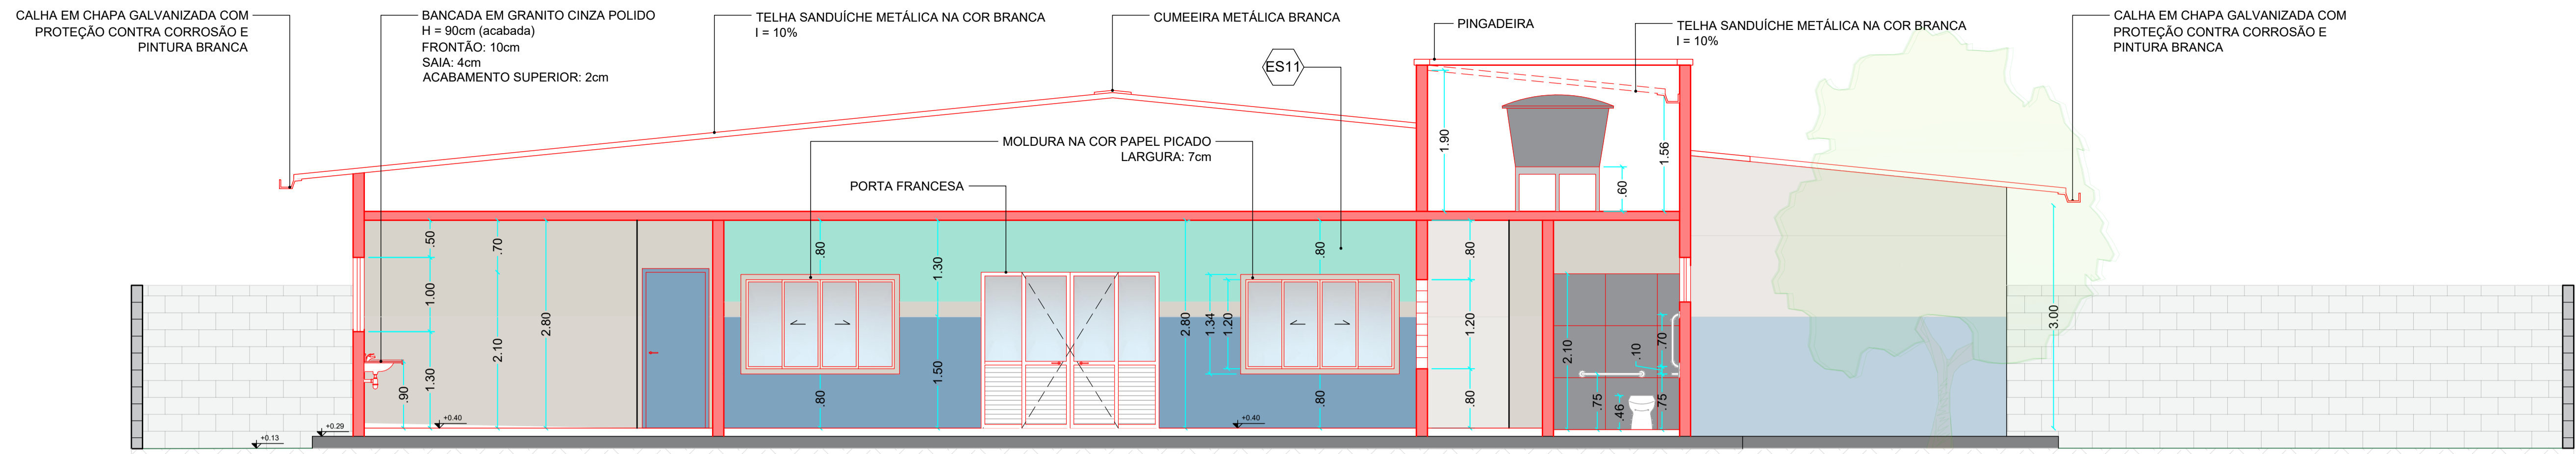 CALHA EM CHAPA GALVANIZADA COM
PROTEÇÃO CONTRA CORROSÃO E
PINTURA BRANCA
BANCADA EM GRANITO CINZA POLIDO
H = 90cm (acabada)
FRONTÃO: 10cm
SAIA: 4cm
ACABAMENTO SUPERIOR: 2cm
TELHA SANDUÍCHE METÁLICA NA COR BRANCA
I = 10%
CUMEEIRA METÁLICA BRANCA
ES11
PINGADEIRA
TELHA SANDUÍCHE METÁLICA NA COR BRANCA
I = 10%
CALHA EM CHAPA GALVANIZADA COM
PROTEÇÃO CONTRA CORROSÃO E
PINTURA BRANCA
MOLDURA NA COR PAPEL PICADO
LARGURA: 7cm
PORTA FRANCESA
1.90
1.56
.60
.50
1.00
1.30
.90
.70
2.10
2.80
.80
.80
1.30
1.50
2.80
1.34
1.20
.80
.80
.80
1.20
.80
2.10
.75
.46
.10
.70
.75
3.00
+0.13
+0.29
+0.40
+0.40